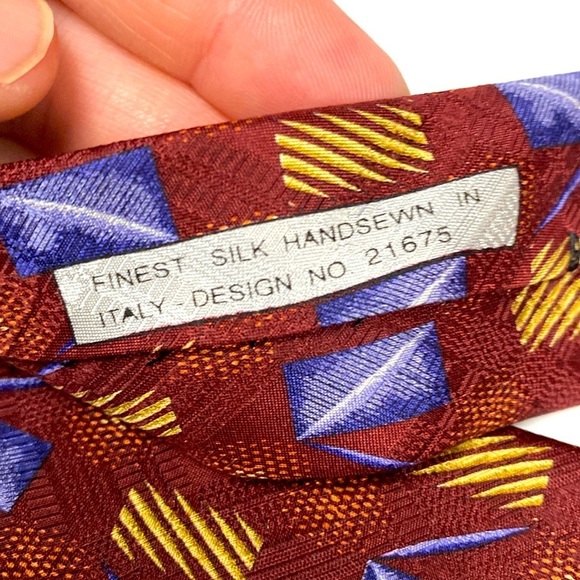 FINEST SILK HANDSEWN IN
ITALY - DESIGN NO 21675